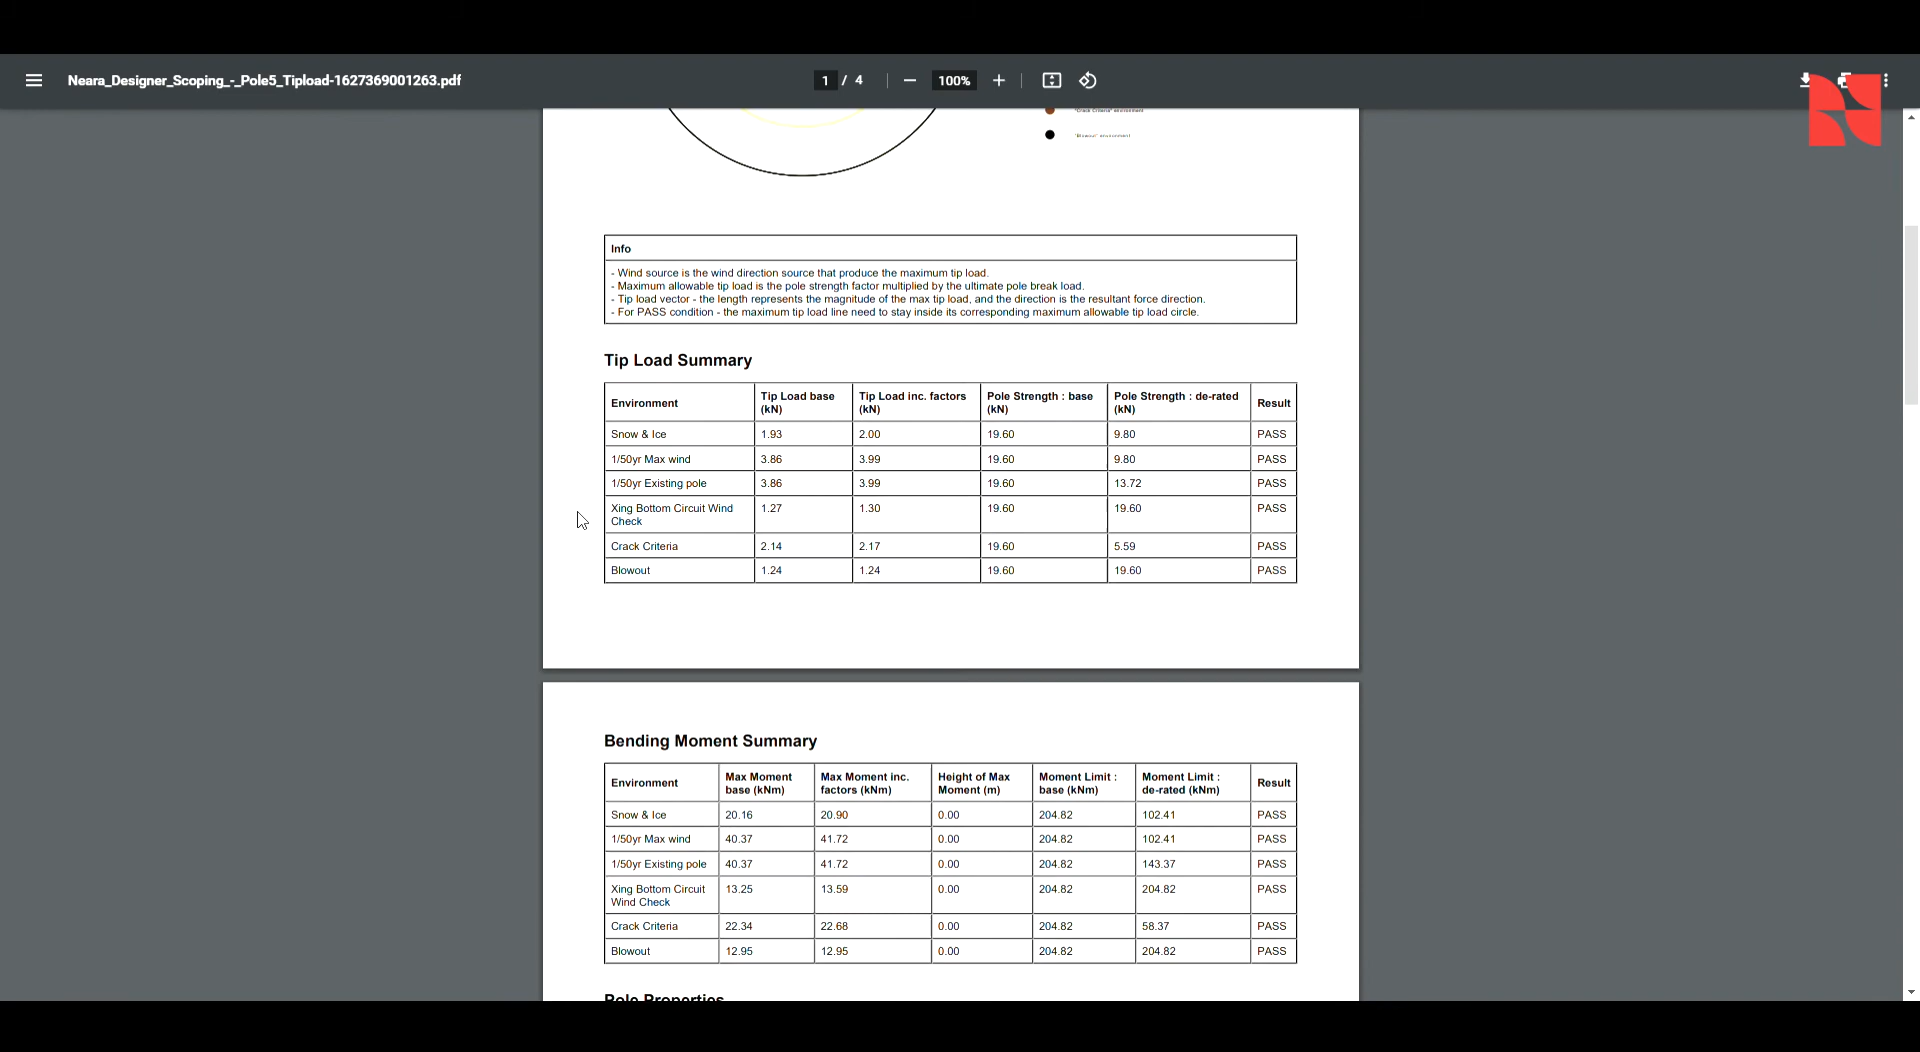 Neara_Designer_Scoping_-_Pole5_Tipload-1627369001263.pdf
1 / 4
100%
"Crack Criteria" environment
"Blowout" environment
Info
- Wind source is the wind direction source that produce the maximum tip load.
- Maximum allowable tip load is the pole strength factor multiplied by the ultimate pole break load.
- Tip load vector - the length represents the magnitude of the max tip load, and the direction is the resultant force direction.
- For PASS condition - the maximum tip load line need to stay inside its corresponding maximum allowable tip load circle.
Tip Load Summary
Environment Tip Load base (kN) Tip Load inc. factors (kN) Pole Strength : base (kN) Pole Strength : de-rated (kN) Result
Snow & Ice 1.93 2.00 19.60 9.80 PASS
1/50yr Max wind 3.86 3.99 19.60 9.80 PASS
1/50yr Existing pole 3.86 3.99 19.60 13.72 PASS
Xing Bottom Circuit Wind Check 1.27 1.30 19.60 19.60 PASS
Crack Criteria 2.14 2.17 19.60 5.59 PASS
Blowout 1.24 1.24 19.60 19.60 PASS
Bending Moment Summary
Environment Max Moment base (kNm) Max Moment inc. factors (kNm) Height of Max Moment (m) Moment Limit : base (kNm) Moment Limit : de-rated (kNm) Result
Snow & Ice 20.16 20.90 0.00 204.82 102.41 PASS
1/50yr Max wind 40.37 41.72 0.00 204.82 102.41 PASS
1/50yr Existing pole 40.37 41.72 0.00 204.82 143.37 PASS
Xing Bottom Circuit Wind Check 13.25 13.59 0.00 204.82 204.82 PASS
Crack Criteria 22.34 22.68 0.00 204.82 58.37 PASS
Blowout 12.95 12.95 0.00 204.82 204.82 PASS
Pole Properties